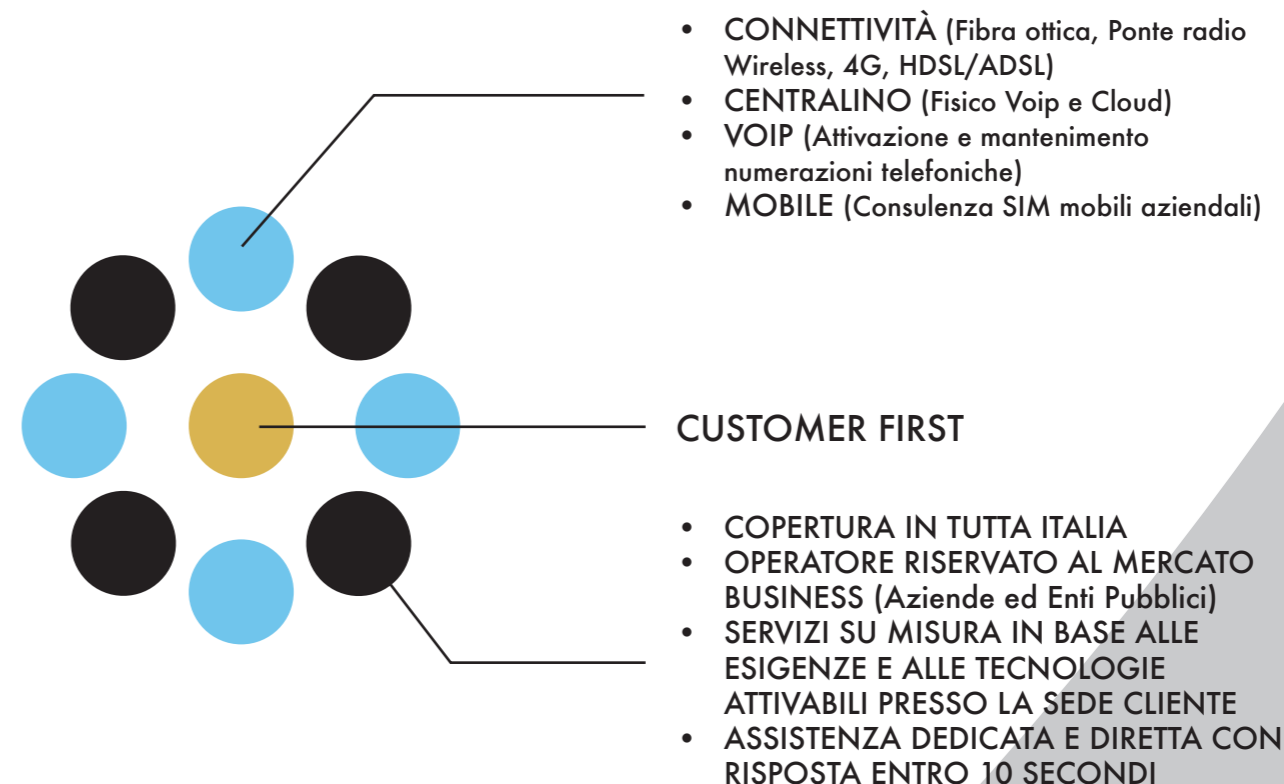 • CONNETTIVITÀ (Fibra ottica, Ponte radio
Wireless, 4G, HDSL/ADSL)
• CENTRALINO (Fisico Voip e Cloud)
• VOIP (Attivazione e mantenimento
numerazioni telefoniche)
• MOBILE (Consulenza SIM mobili aziendali)
CUSTOMER FIRST
• COPERTURA IN TUTTA ITALIA
• OPERATORE RISERVATO AL MERCATO
BUSINESS (Aziende ed Enti Pubblici)
• SERVIZI SU MISURA IN BASE ALLE
ESIGENZE E ALLE TECNOLOGIE
ATTIVABILI PRESSO LA SEDE CLIENTE
• ASSISTENZA DEDICATA E DIRETTA CON
RISPOSTA ENTRO 10 SECONDI